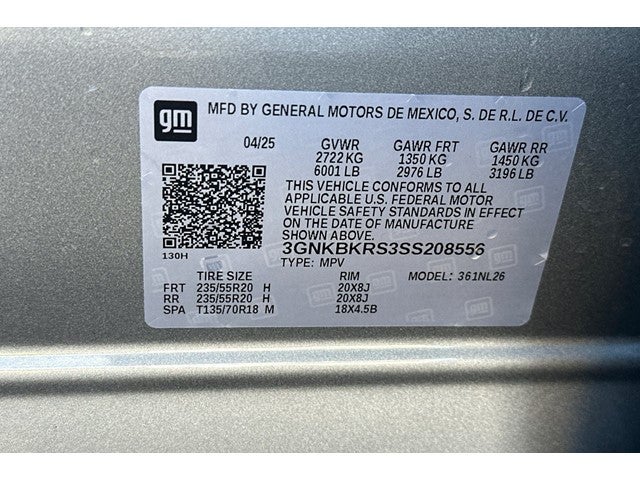 gm
MFD BY GENERAL MOTORS DE MEXICO, S. DE R.L. DE C.V.
04/25 GVWR GAWR FRT GAWR RR
2722 KG 1350 KG 1450 KG
6001 LB 2976 LB 3196 LB
THIS VEHICLE CONFORMS TO ALL
APPLICABLE U.S. FEDERAL MOTOR
VEHICLE SAFETY STANDARDS IN EFFECT
ON THE DATE OF MANUFACTURE
SHOWN ABOVE.
130H
3GNKBKRS3SS208556
TYPE: MPV MODEL: 361NL26
TIRE SIZE RIM
FRT 235/55R20 H 20X8J
RR 235/55R20 H 20X8J
SPA T135/70R18 M 18X4.5B